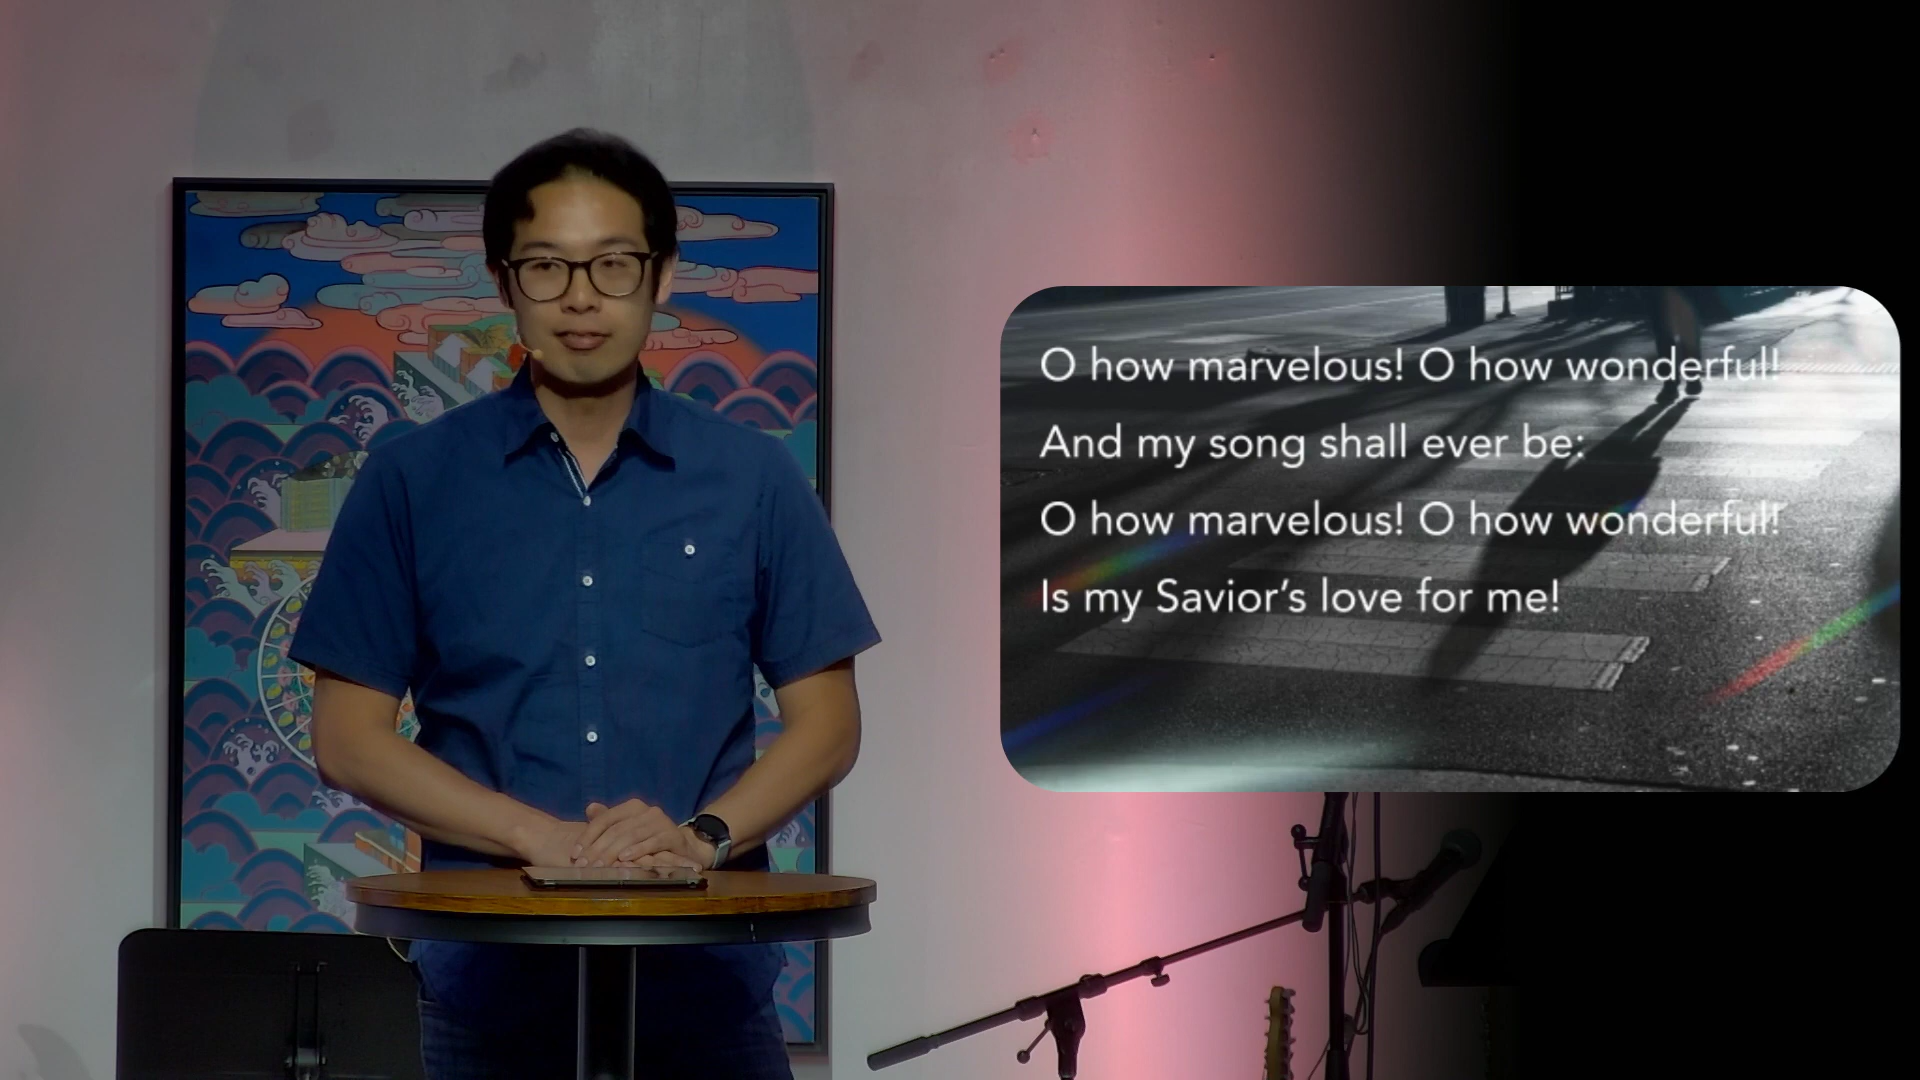 O how marvelous! O how wonderful!
And my song shall ever be:
O how marvelous! O how wonderful!
Is my Savior’s love for me!